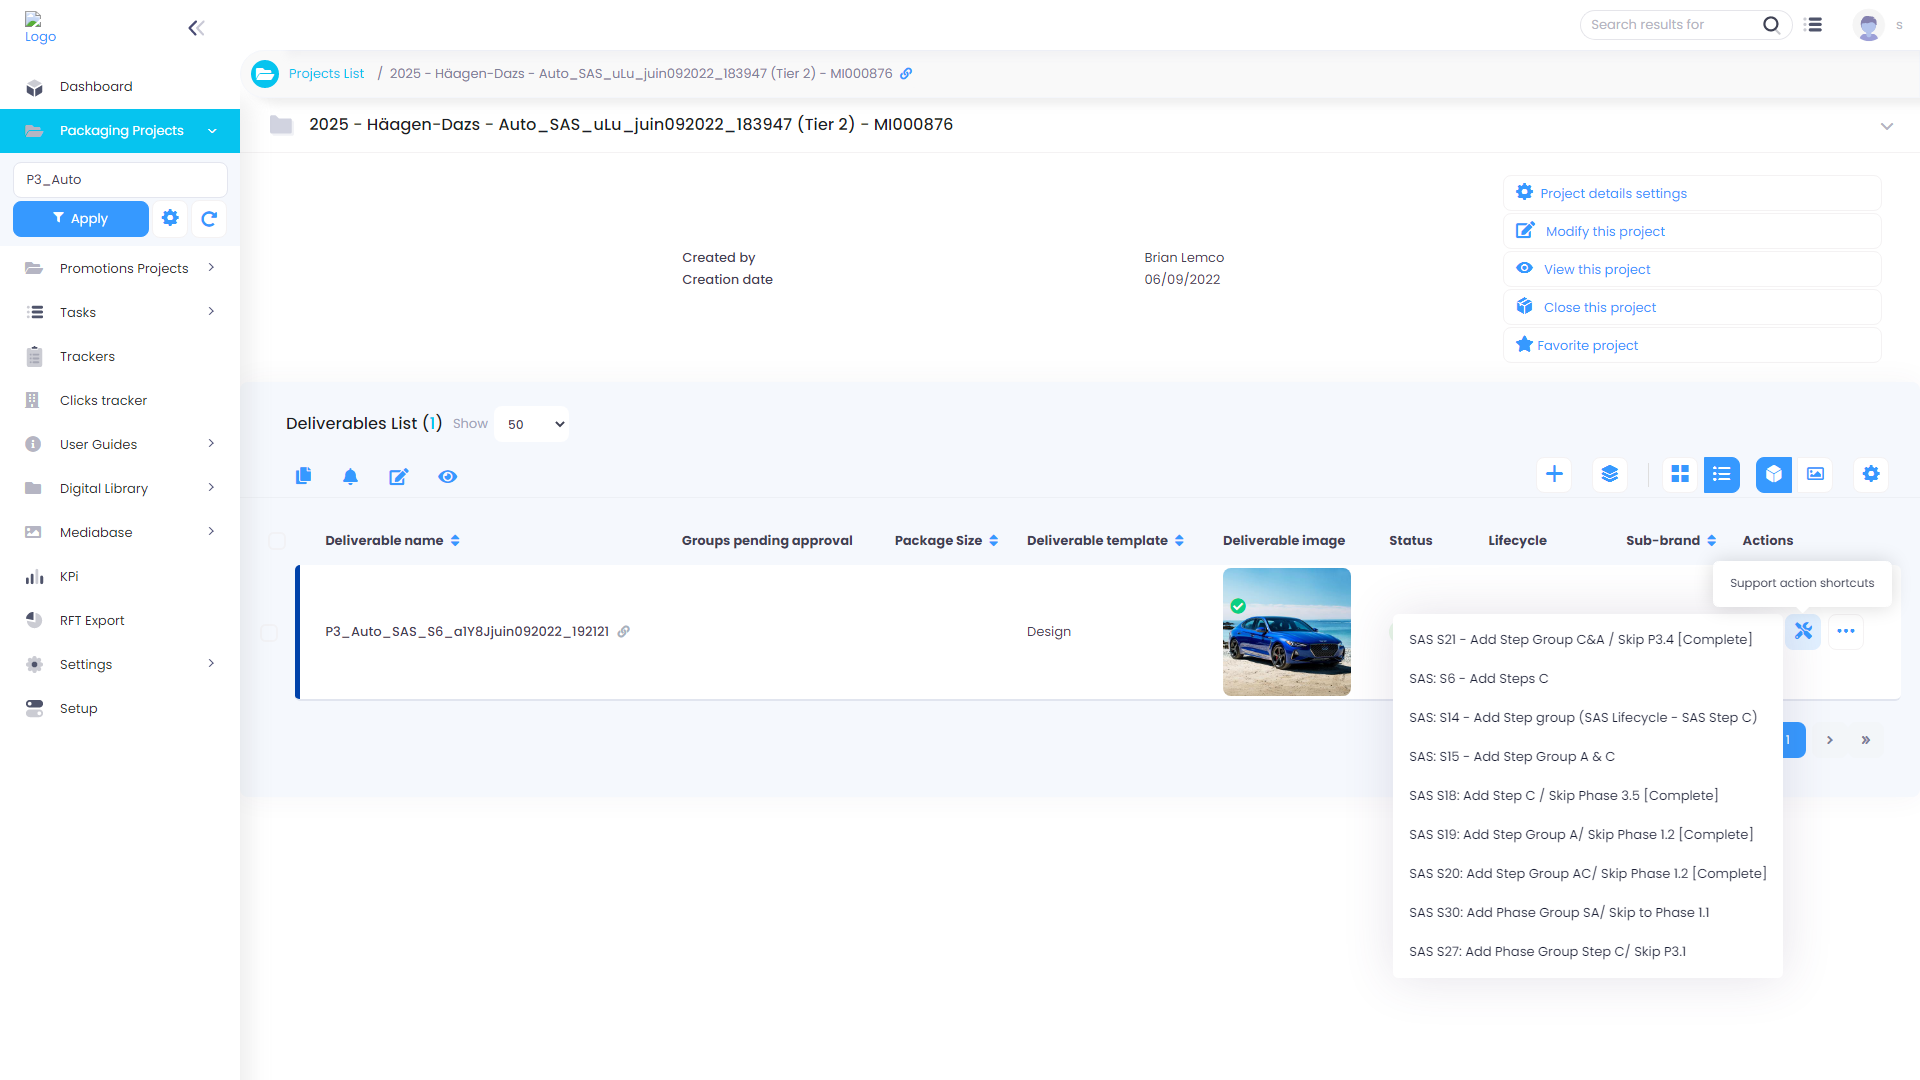 Logo
Search results for
s
Dashboard
Packaging Projects
P3_Auto
Apply
Promotions Projects
Tasks
Trackers
Clicks tracker
User Guides
Digital Library
Mediabase
KPi
RFT Export
Settings
Setup
Projects List / 2025 - Häagen-Dazs - Auto_SAS_uLu_juin092022_183947 (Tier 2) - MI000876
2025 - Häagen-Dazs - Auto_SAS_uLu_juin092022_183947 (Tier 2) - MI000876
Created by Brian Lemco
Creation date 06/09/2022
Project details settings
Modify this project
View this project
Close this project
Favorite project
Deliverables List (1) Show 50
Deliverable name Groups pending approval Package Size Deliverable template Deliverable image Status Lifecycle Sub-brand Actions
Support action shortcuts
P3_Auto_SAS_S6_a1Y8Jjuin092022_192121 Design
SAS S21 - Add Step Group C&A / Skip P3.4 [Complete]
SAS: S6 - Add Steps C
SAS: S14 - Add Step group (SAS Lifecycle - SAS Step C)
SAS: S15 - Add Step Group A & C
SAS S18: Add Step C / Skip Phase 3.5 [Complete]
SAS S19: Add Step Group A/ Skip Phase 1.2 [Complete]
SAS S20: Add Step Group AC/ Skip Phase 1.2 [Complete]
SAS S30: Add Phase Group SA/ Skip to Phase 1.1
SAS S27: Add Phase Group Step C/ Skip P3.1
1 › »